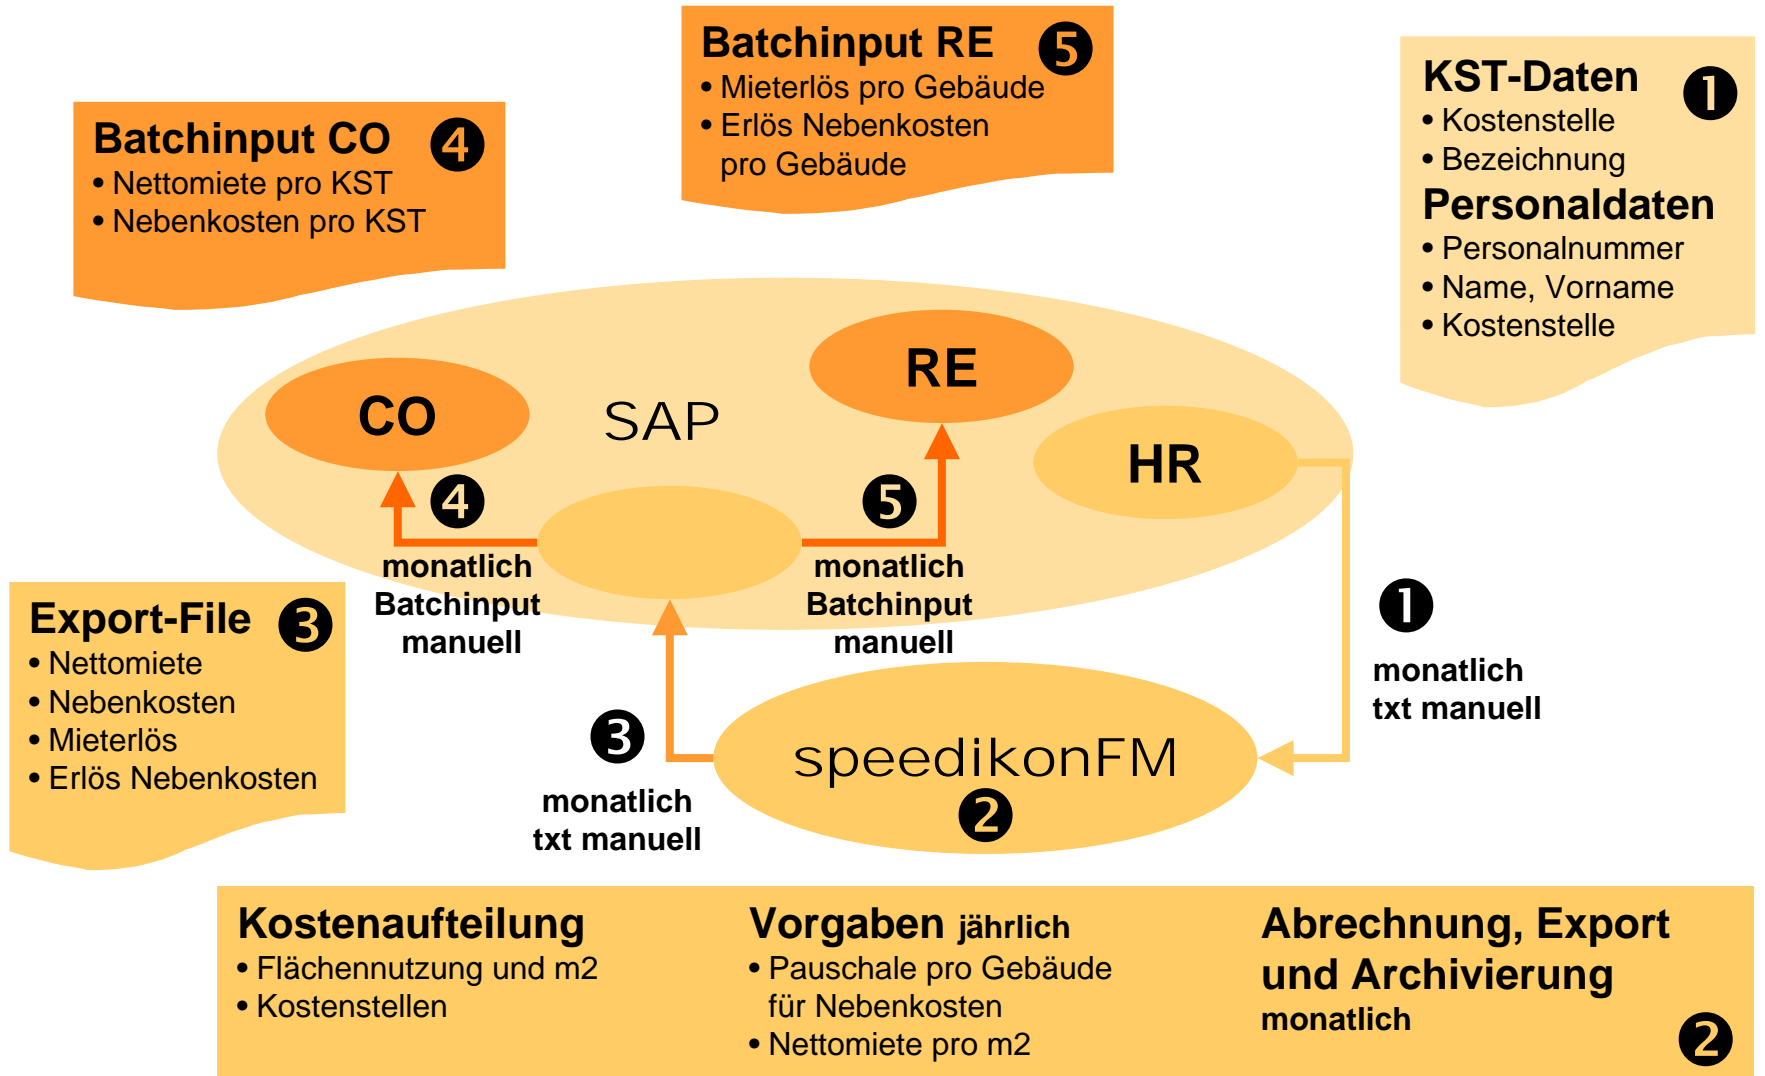 Batchinput RE ❺
• Mieterlös pro Gebäude
• Erlös Nebenkosten
pro Gebäude
Batchinput CO ❹
• Nettomiete pro KST
• Nebenkosten pro KST
KST-Daten ❶
• Kostenstelle
• Bezeichnung
Personaldaten
• Personalnummer
• Name, Vorname
• Kostenstelle
CO
SAP
RE
HR
❹
monatlich
Batchinput
manuell
❺
monatlich
Batchinput
manuell
❶
monatlich
txt manuell
Export-File ❸
• Nettomiete
• Nebenkosten
• Mieterlös
• Erlös Nebenkosten
❸
monatlich
txt manuell
speedikonFM
❷
Kostenaufteilung
• Flächennutzung und m2
• Kostenstellen
Vorgaben jährlich
• Pauschale pro Gebäude
für Nebenkosten
• Nettomiete pro m2
Abrechnung, Export
und Archivierung
monatlich
❷